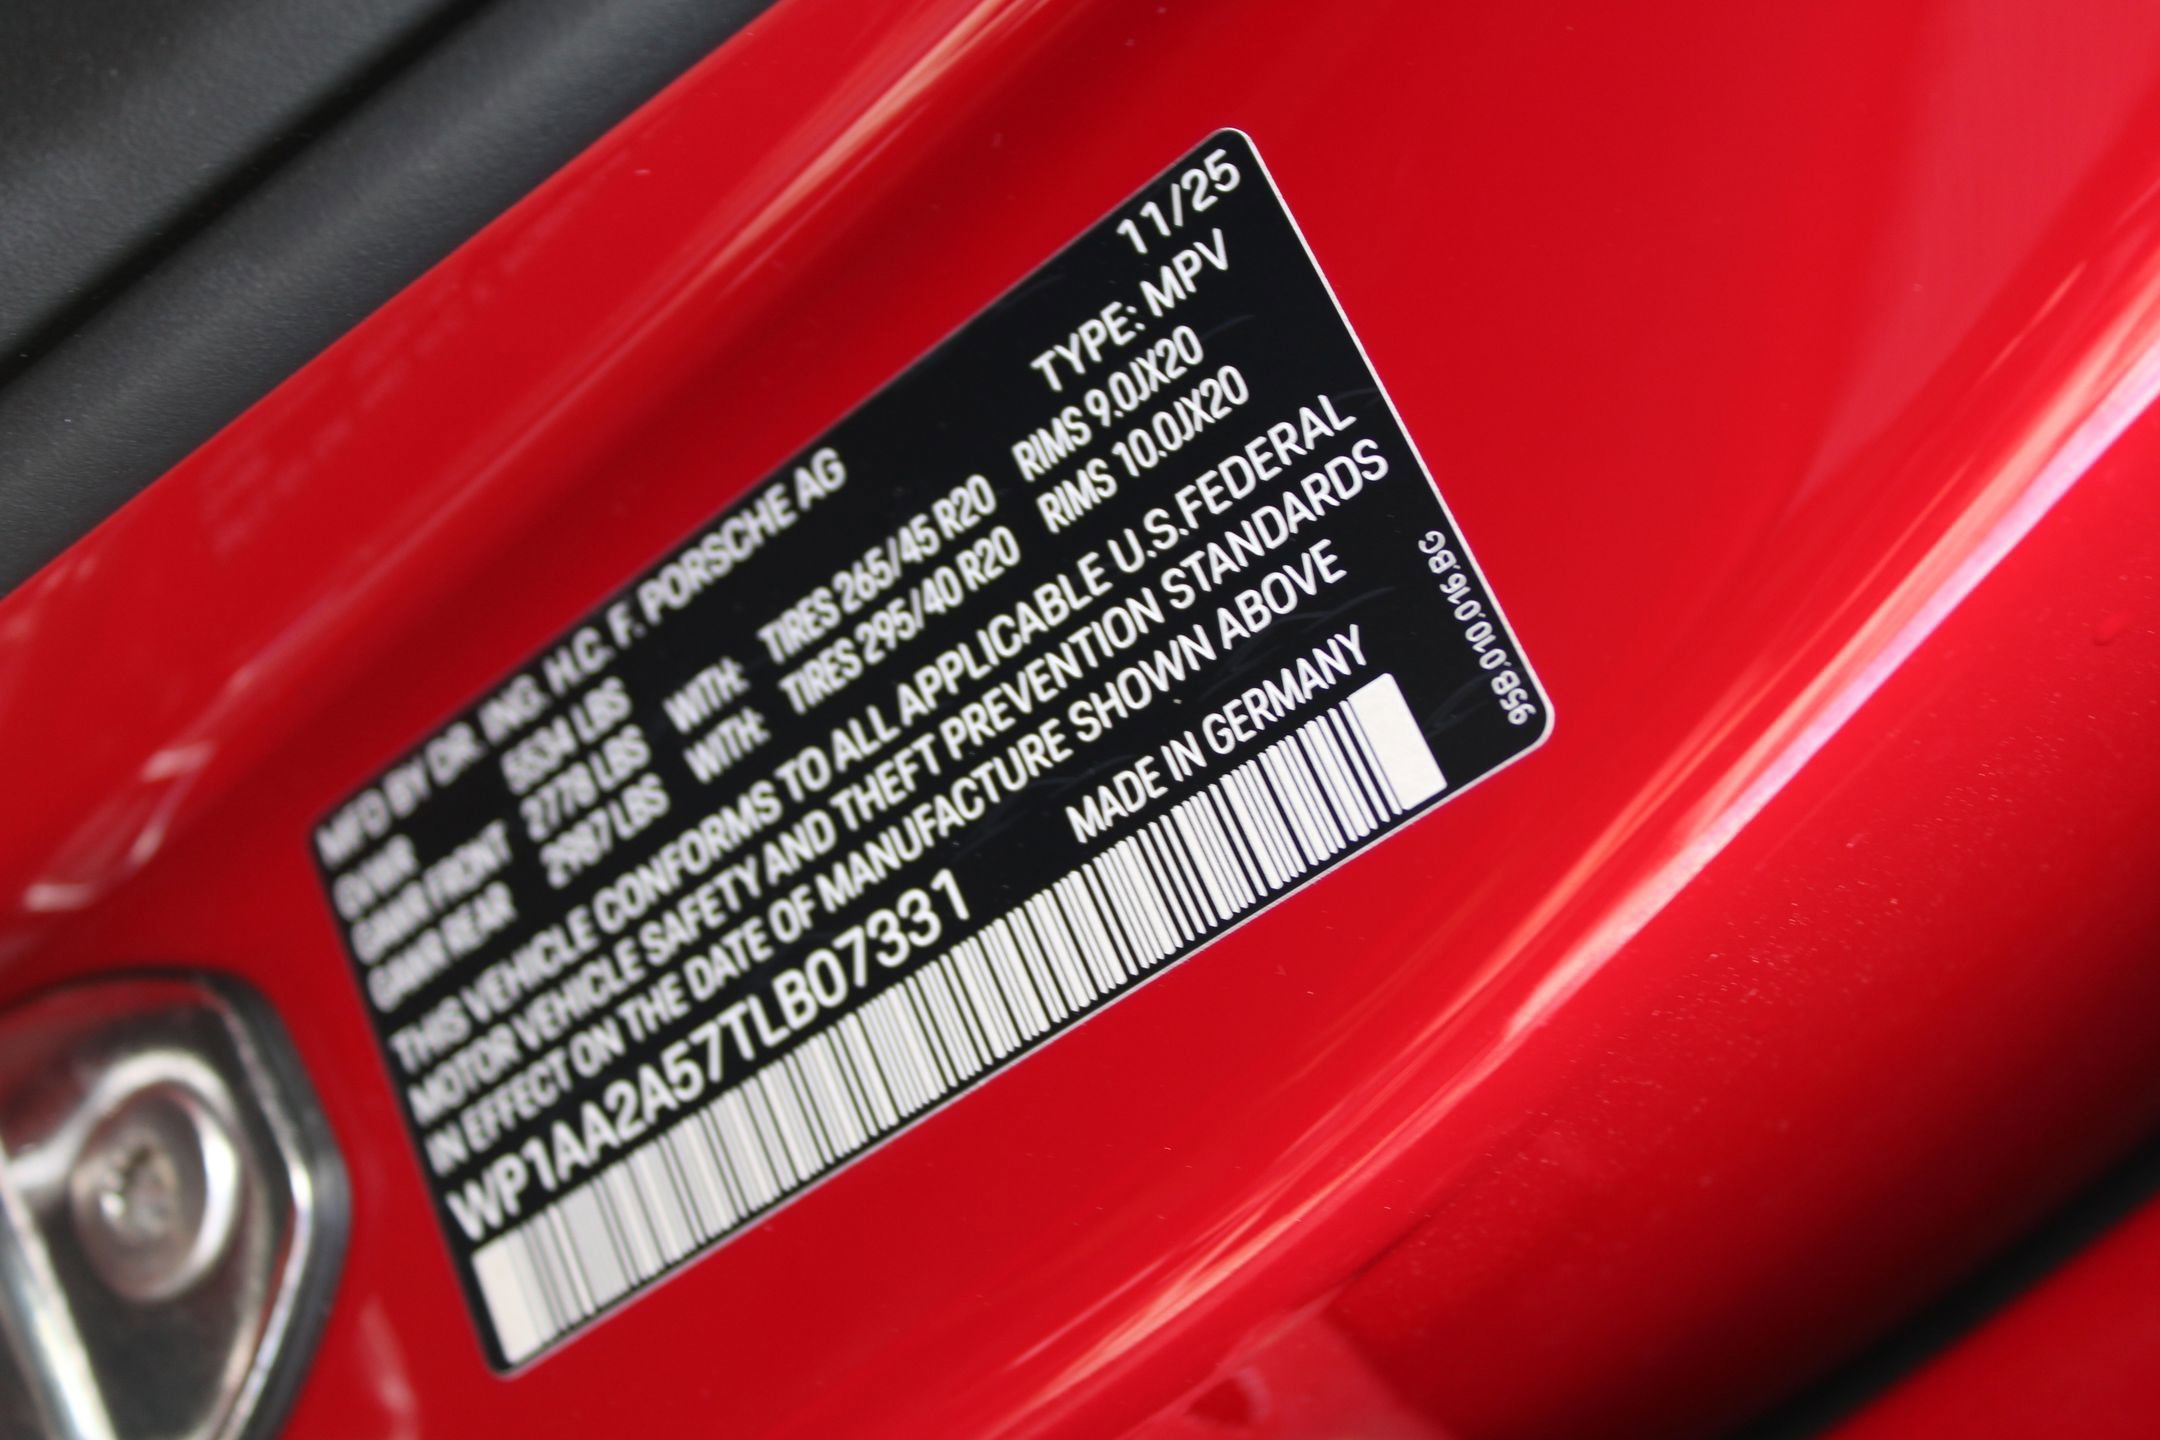 MFD BY DR. ING. H.C. F. PORSCHE AG 11/25
GVWR 5534 LBS TYPE: MPV
GAWR FRONT 2778 LBS WITH: TIRES 265/45 R20 RIMS 9.0JX20
GAWR REAR 2987 LBS WITH: TIRES 295/40 R20 RIMS 10.0JX20
THIS VEHICLE CONFORMS TO ALL APPLICABLE U.S.FEDERAL
MOTOR VEHICLE SAFETY AND THEFT PREVENTION STANDARDS
IN EFFECT ON THE DATE OF MANUFACTURE SHOWN ABOVE
WP1AA2A57TLB07331 MADE IN GERMANY
95B.010.016.BG